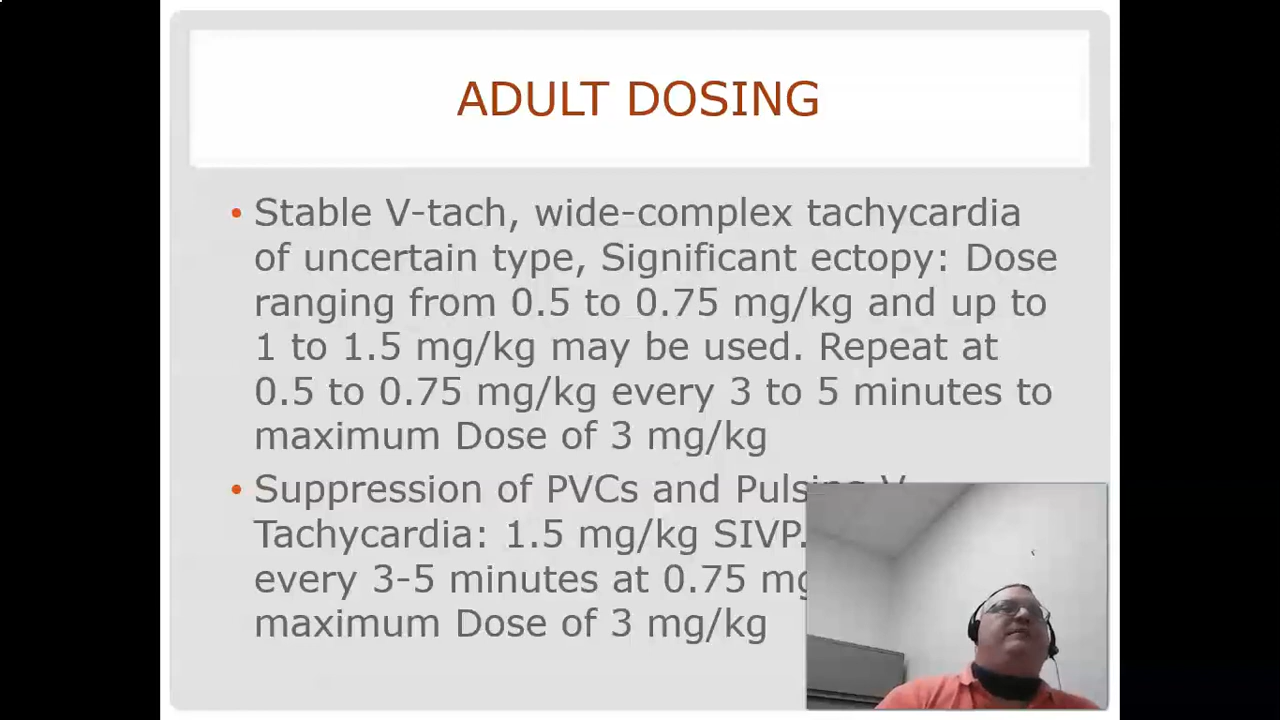 ADULT DOSING
• Stable V-tach, wide-complex tachycardia
of uncertain type, Significant ectopy: Dose
ranging from 0.5 to 0.75 mg/kg and up to
1 to 1.5 mg/kg may be used. Repeat at
0.5 to 0.75 mg/kg every 3 to 5 minutes to
maximum Dose of 3 mg/kg
• Suppression of PVCs and Pulsing V
Tachycardia: 1.5 mg/kg SIVP.
every 3-5 minutes at 0.75
maximum Dose of 3 mg/kg